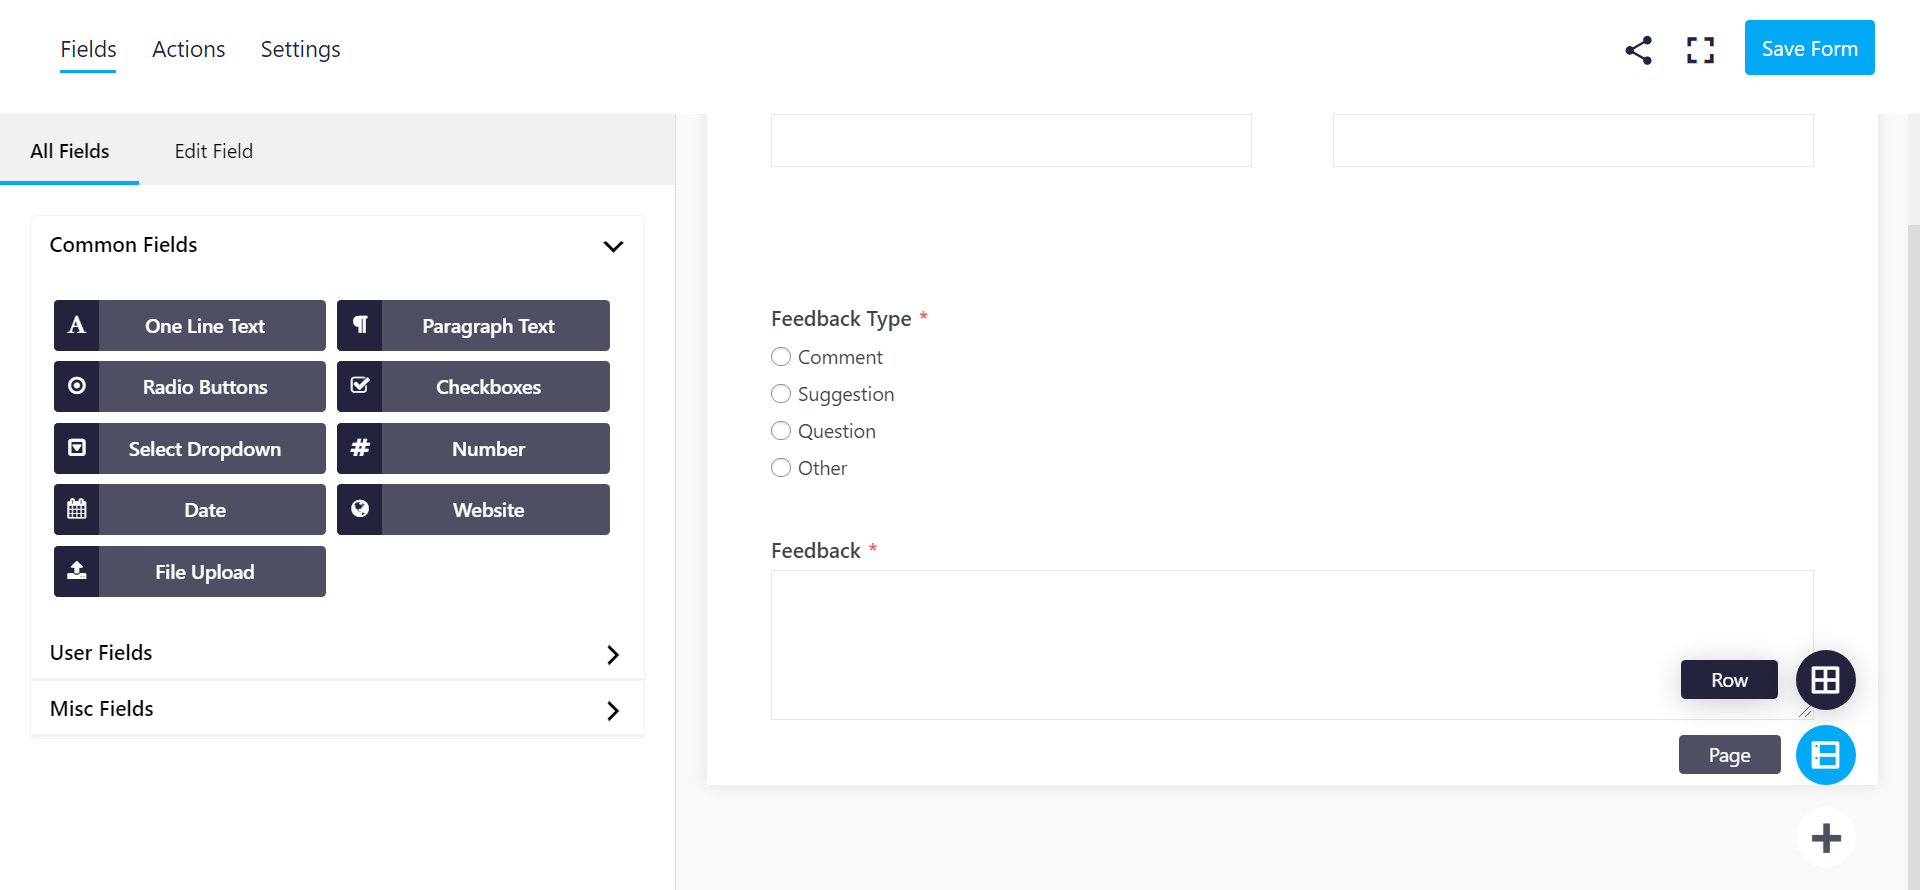 Fields Actions Settings Save Form
All Fields Edit Field
Common Fields
One Line Text Paragraph Text
Radio Buttons Checkboxes
Select Dropdown Number
Date Website
File Upload
User Fields
Misc Fields
Feedback Type *
Comment
Suggestion
Question
Other
Feedback *
Row
Page